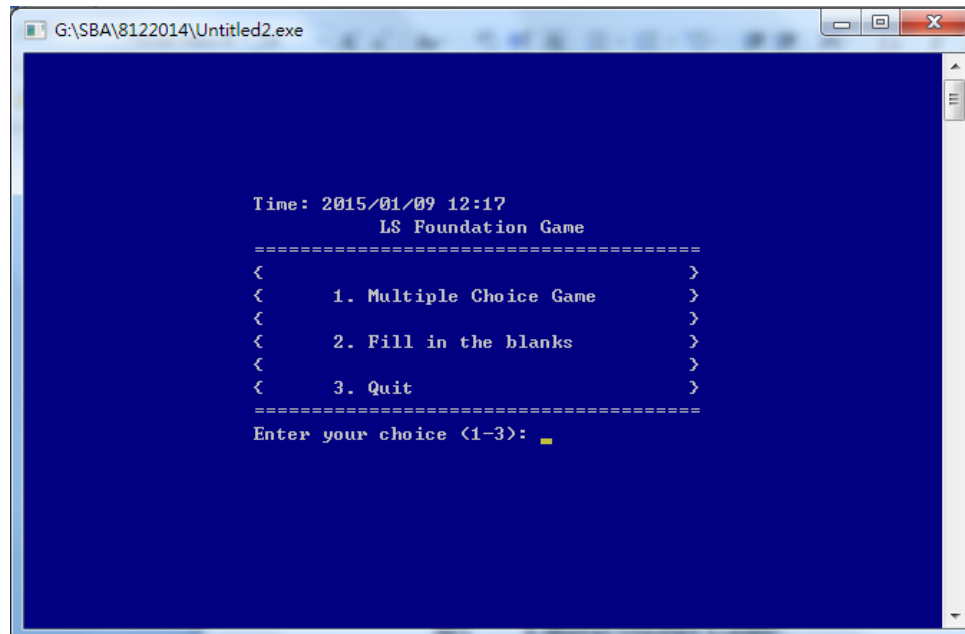 G:\SBA\8122014\Untitled2.exe
Time: 2015/01/09 12:17
LS Foundation Game
=======================================
{ }
{ 1. Multiple Choice Game }
{ }
{ 2. Fill in the blanks }
{ }
{ 3. Quit }
=======================================
Enter your choice (1-3): _